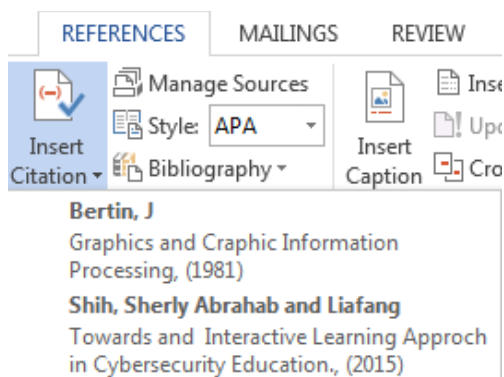 REFERENCES MAILINGS REVIEW
Manage Sources
Style: APA
Insert Citation
Bibliography
Insert Caption
Bertin, J
Graphics and Craphic Information
Processing, (1981)
Shih, Sherly Abrahab and Liafang
Towards and Interactive Learning Approch
in Cybersecurity Education., (2015)